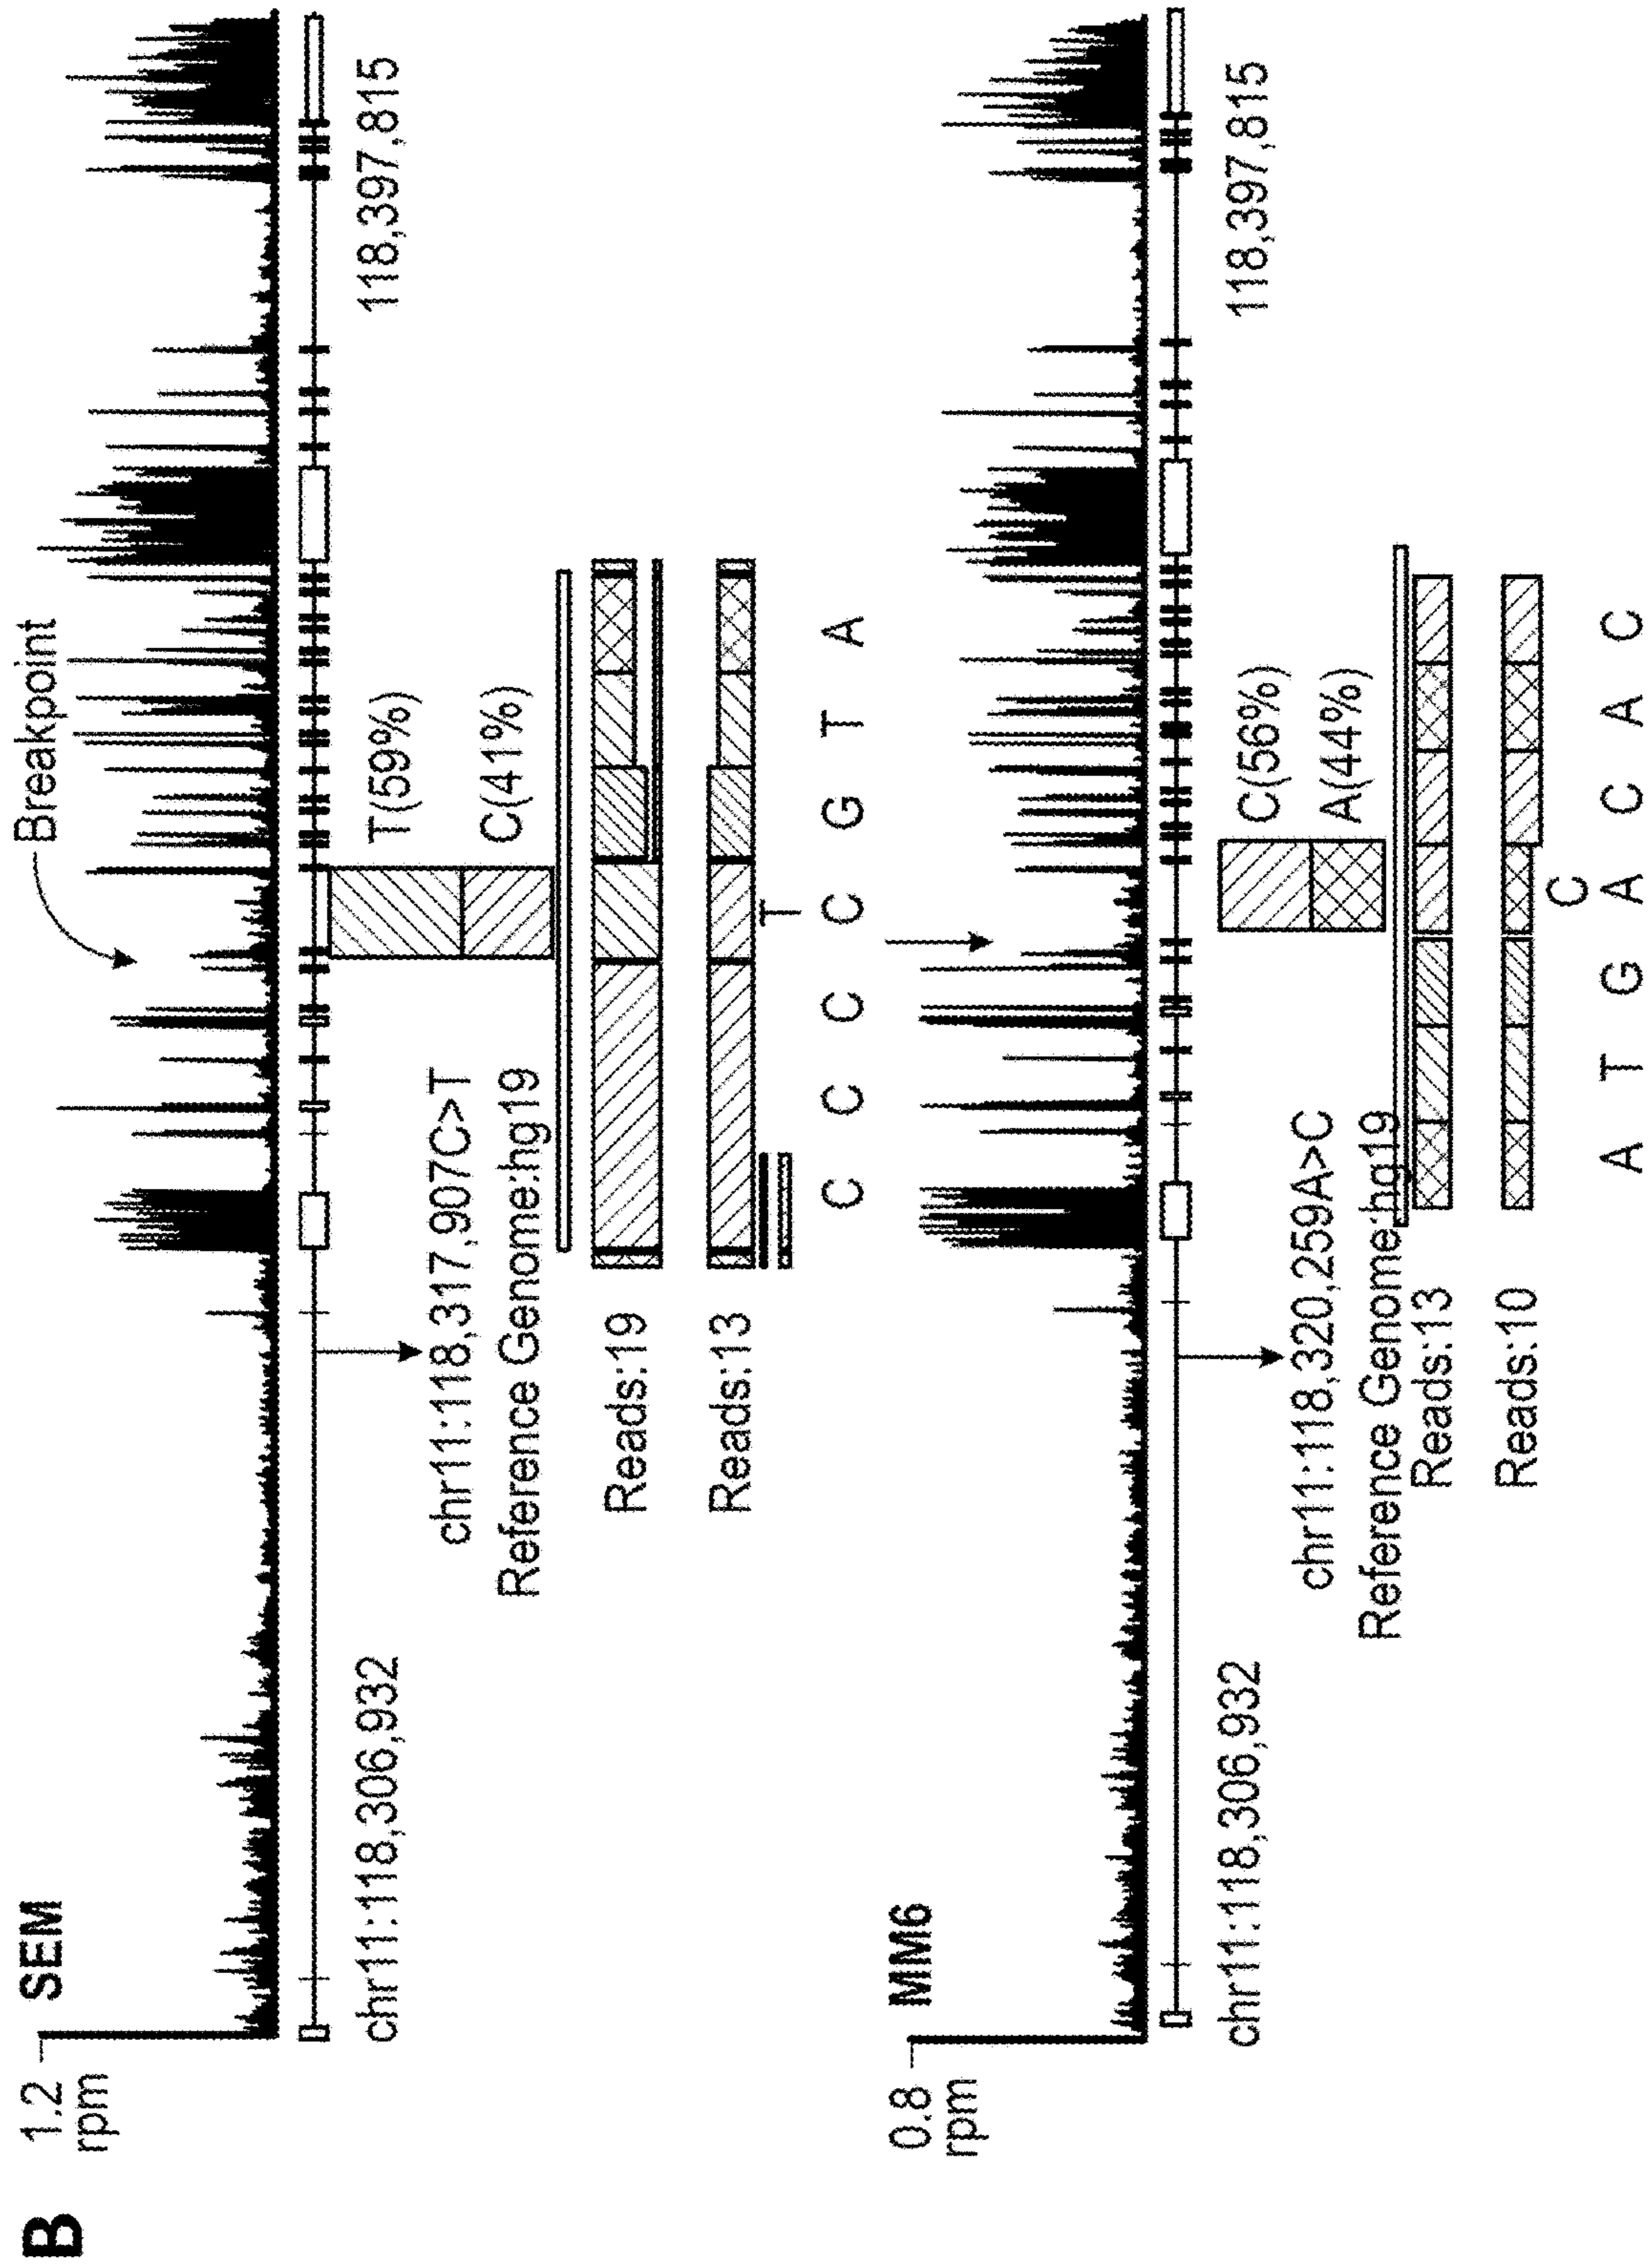 B
1.2
rpm
SEM
Breakpoint
chr11:118,306,932
118,397,815
chr11:118,317,907C>T
Reference Genome:hg19
T(59%)
C(41%)
Reads:19
Reads:13
T
C C C C G T A
0.8
rpm
MM6
chr11:118,306,932
118,397,815
chr11:118,320,259A>C
Reference Genome:hg19
C(56%)
A(44%)
Reads:13
Reads:10
C
A T G A C A C